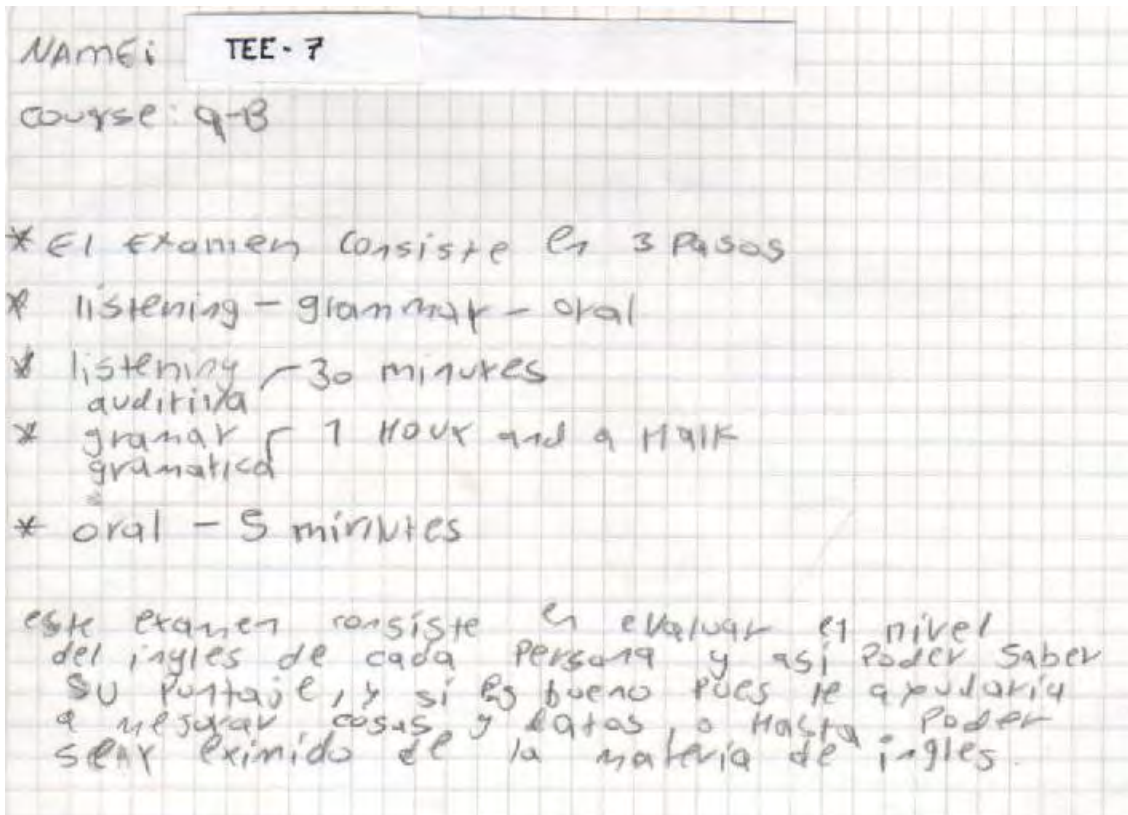 NAME: TEE-7
course: 9-B
* El Examen consiste en 3 Pasos
* listening - grammar - oral
* listening - 30 minutes
auditiva
* gramar - 1 Hour and a Half
gramatica
* oral - 5 minutes
este examen consiste en evaluar el nivel
del ingles de cada Persona y así Poder Saber
su Puntaje, y si es bueno pues le ayudaria
a mejorar cosas y datos, o Hasta Poder
ser eximido de la materia de ingles.